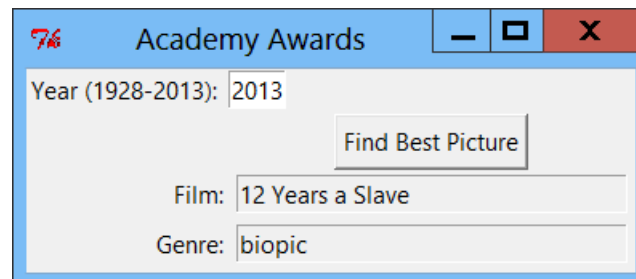 Academy Awards
Year (1928-2013): 2013
Find Best Picture
Film: 12 Years a Slave
Genre: biopic